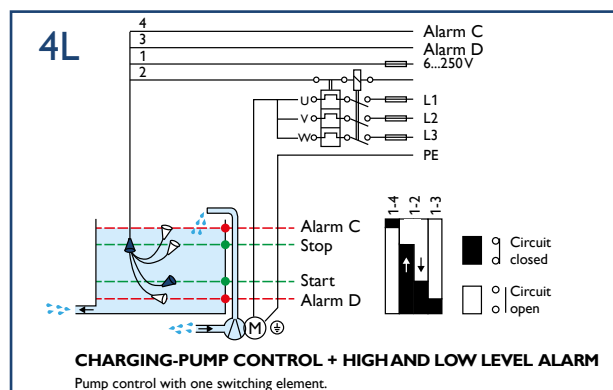 4L
4
Alarm C
3
Alarm D
1
6...250 V
2
U
L1
V
L2
W
L3
PE
1-4
1-2
1-3
Alarm C
Stop
Start
Alarm D
M
Circuit
closed
Circuit
open
CHARGING-PUMP CONTROL + HIGH AND LOW LEVEL ALARM
Pump control with one switching element.